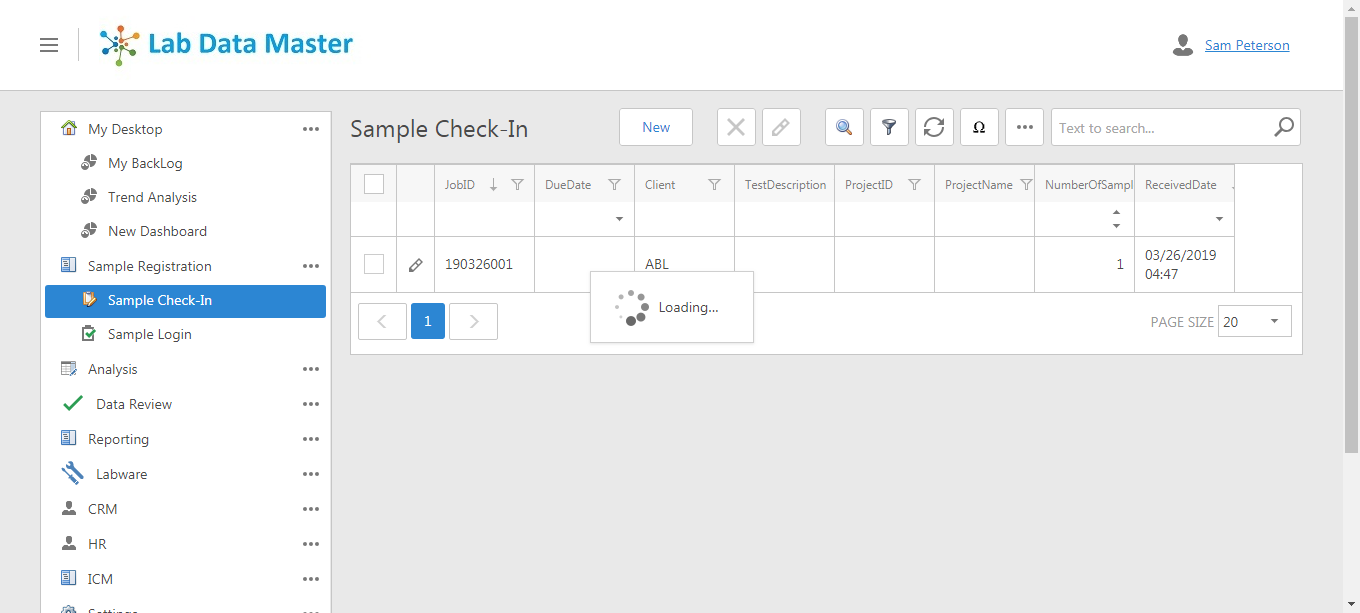 Lab Data Master
Sam Peterson
My Desktop
My BackLog
Trend Analysis
New Dashboard
Sample Registration
Sample Check-In
Sample Login
Analysis
Data Review
Reporting
Labware
CRM
HR
ICM
Settings
Sample Check-In
New
Ω
Text to search...
JobID
DueDate
Client
TestDescription
ProjectID
ProjectName
NumberOfSampl
ReceivedDate
190326001
ABL
1
03/26/2019
04:47
Loading...
1
PAGE SIZE
20